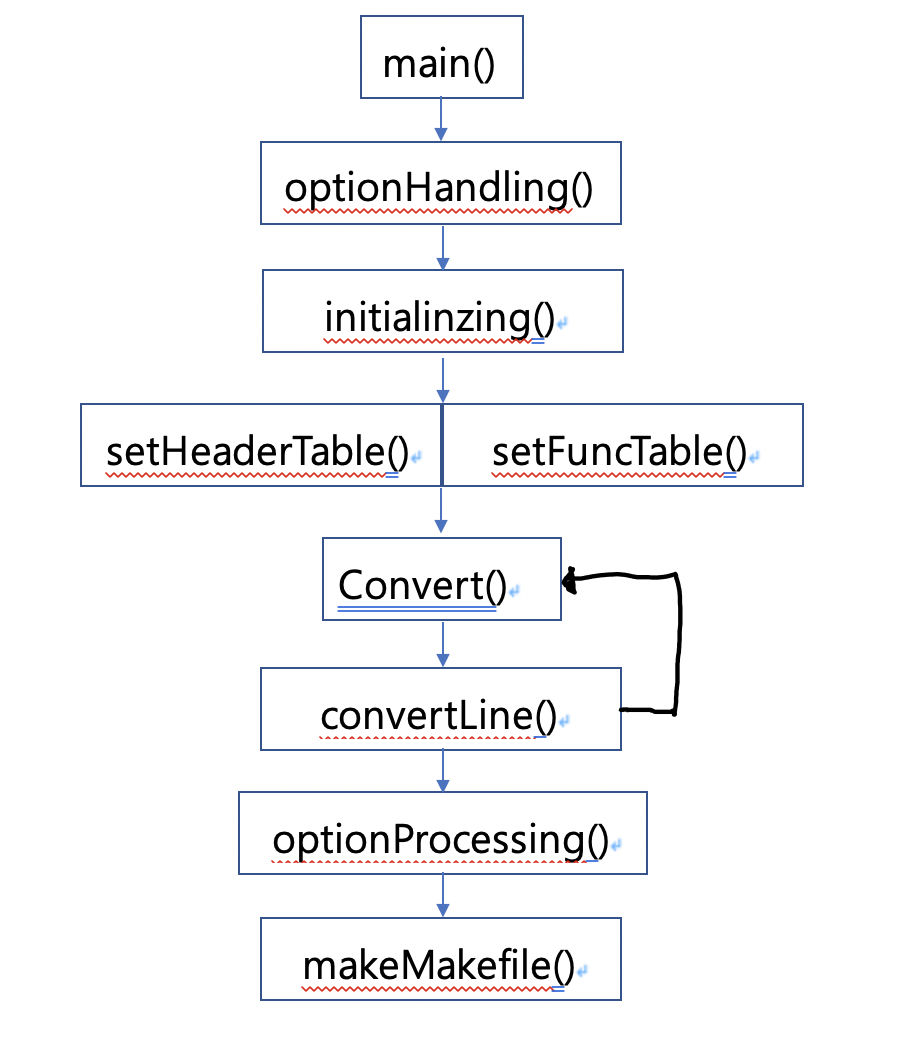 main()
optionHandling()
initialinzing()
setHeaderTable()
setFuncTable()
Convert()
convertLine()
optionProcessing()
makeMakefile()